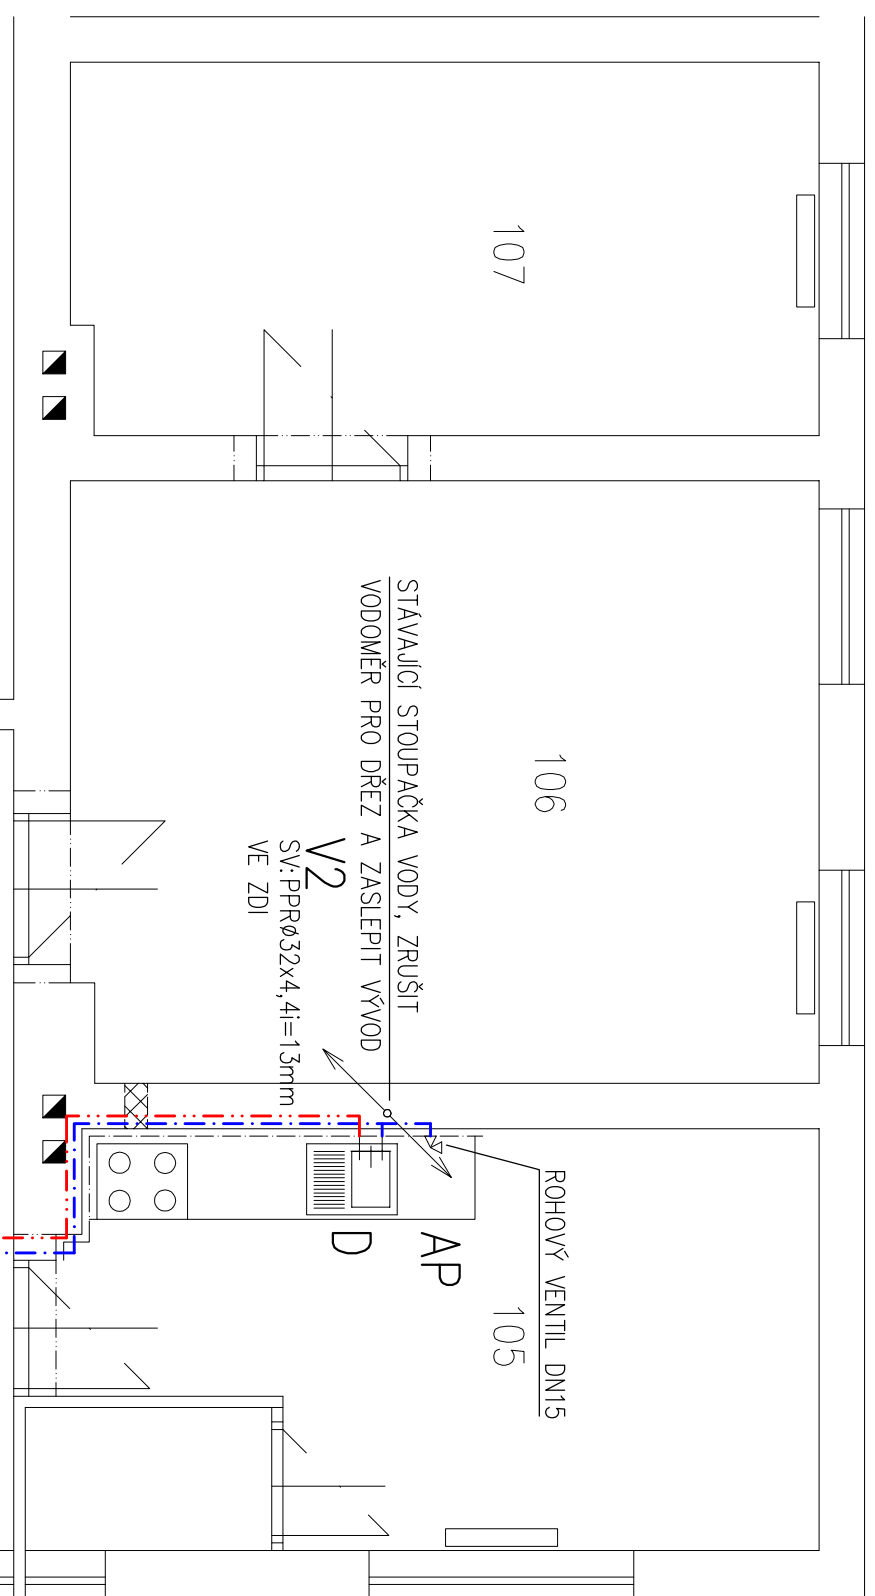 107
106
STÁVAJÍCÍ STOUPAČKA VODY, ZRUŠIT
VODOMĚR PRO DŘEZ A ZASLEPIT VÝVOD
V2
SV:PPRØ32x4,4i=13mm
VE ZDI
ROHOVÝ VENTIL DN15
105
AP
D